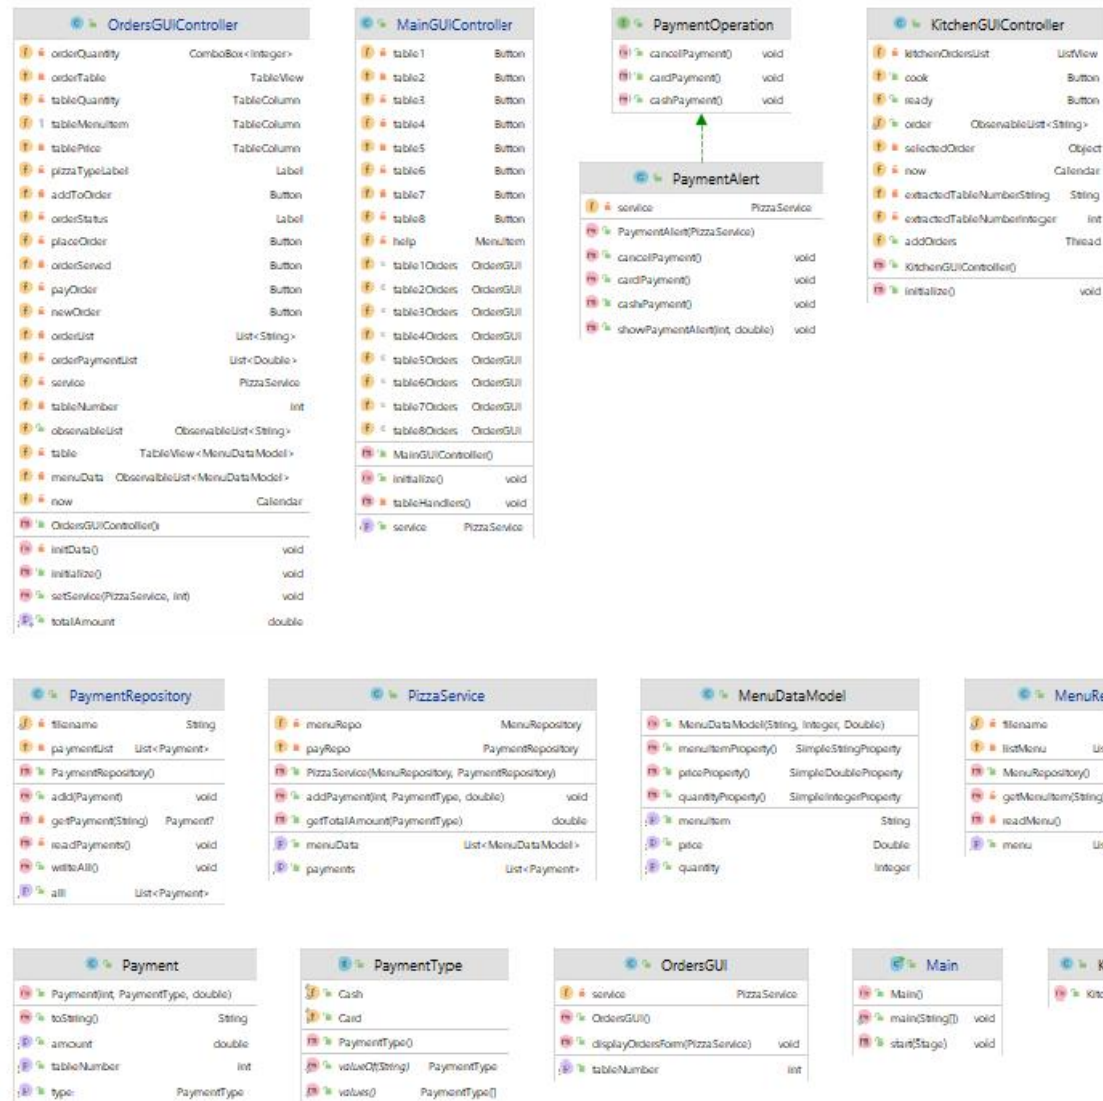 OrdersGUIController
orderQuantity ComboBox<Integer>
orderTable TableView
tableQuantity TableColumn
tableMenuItem TableColumn
tablePrice TableColumn
pizzaTypeLabel Label
addToOrder Button
orderStatus Label
placeOrder Button
orderServed Button
payOrder Button
newOrder Button
orderList List<String>
orderPaymentList List<Double>
service PizzaService
tableNumber int
observableList ObservableList<String>
table TableView<MenuDataModel>
menuData ObservableList<MenuDataModel>
now Calendar
OrdersGUIController()
initData() void
initialize() void
setService(PizzaService, int) void
totalAmount double
MainGUIController
table1 Button
table2 Button
table3 Button
table4 Button
table5 Button
table6 Button
table7 Button
table8 Button
help MenuItem
table1Orders OrdersGUI
table2Orders OrdersGUI
table3Orders OrdersGUI
table4Orders OrdersGUI
table5Orders OrdersGUI
table6Orders OrdersGUI
table7Orders OrdersGUI
table8Orders OrdersGUI
MainGUIController()
initialize() void
tableHandlers() void
service PizzaService
PaymentOperation
cancelPayment() void
cardPayment() void
cashPayment() void
PaymentAlert
service PizzaService
PaymentAlert(PizzaService)
cancelPayment() void
cardPayment() void
cashPayment() void
showPaymentAlert(int, double) void
KitchenGUIController
kitchenOrdersList ListView
cook Button
ready Button
order ObservableList<String>
selectedOrder Object
now Calendar
extractedTableNumberString String
extractedTableNumberInteger int
addOrders Thread
KitchenGUIController()
initialize() void
PaymentRepository
filename String
paymentList List<Payment>
PaymentRepository()
add(Payment) void
getPayment(String) Payment?
readPayments() void
writeAll() void
all List<Payment>
PizzaService
menuRepo MenuRepository
payRepo PaymentRepository
PizzaService(MenuRepository, PaymentRepository)
addPayment(int, PaymentType, double) void
getTotalAmount(PaymentType) double
menuData List<MenuDataModel>
payments List<Payment>
MenuDataModel
MenuDataModel(String, Integer, Double)
menuItemProperty() SimpleStringProperty
priceProperty() SimpleDoubleProperty
quantityProperty() SimpleIntegerProperty
menuItem String
price Double
quantity Integer
MenuRe
filename
listMenu Li
MenuRepository()
getMenuItem(String)
readMenu()
menu Li
Payment
Payment(int, PaymentType, double)
toString() String
amount double
tableNumber int
type PaymentType
PaymentType
Cash
Card
PaymentType()
valueOf(String) PaymentType
values() PaymentType[]
OrdersGUI
service PizzaService
OrdersGUI()
displayOrdersForm(PizzaService) void
tableNumber int
Main
Main()
main(String[]) void
start(Stage) void
K
Kitc